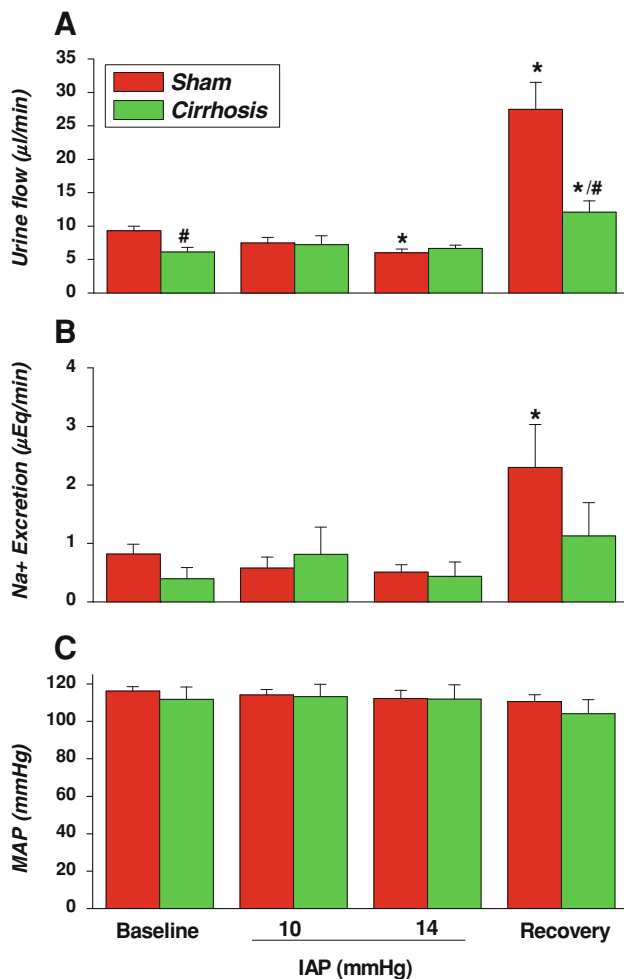 A
Urine flow (µl/min)
35
30
25
20
15
10
5
0
Sham
Cirrhosis
#
*
*
*/#
B
Na+ Excretion (µEq/min)
4
3
2
1
0
*
C
MAP (mmHg)
120
100
80
60
40
20
0
Baseline
10
14
Recovery
IAP (mmHg)